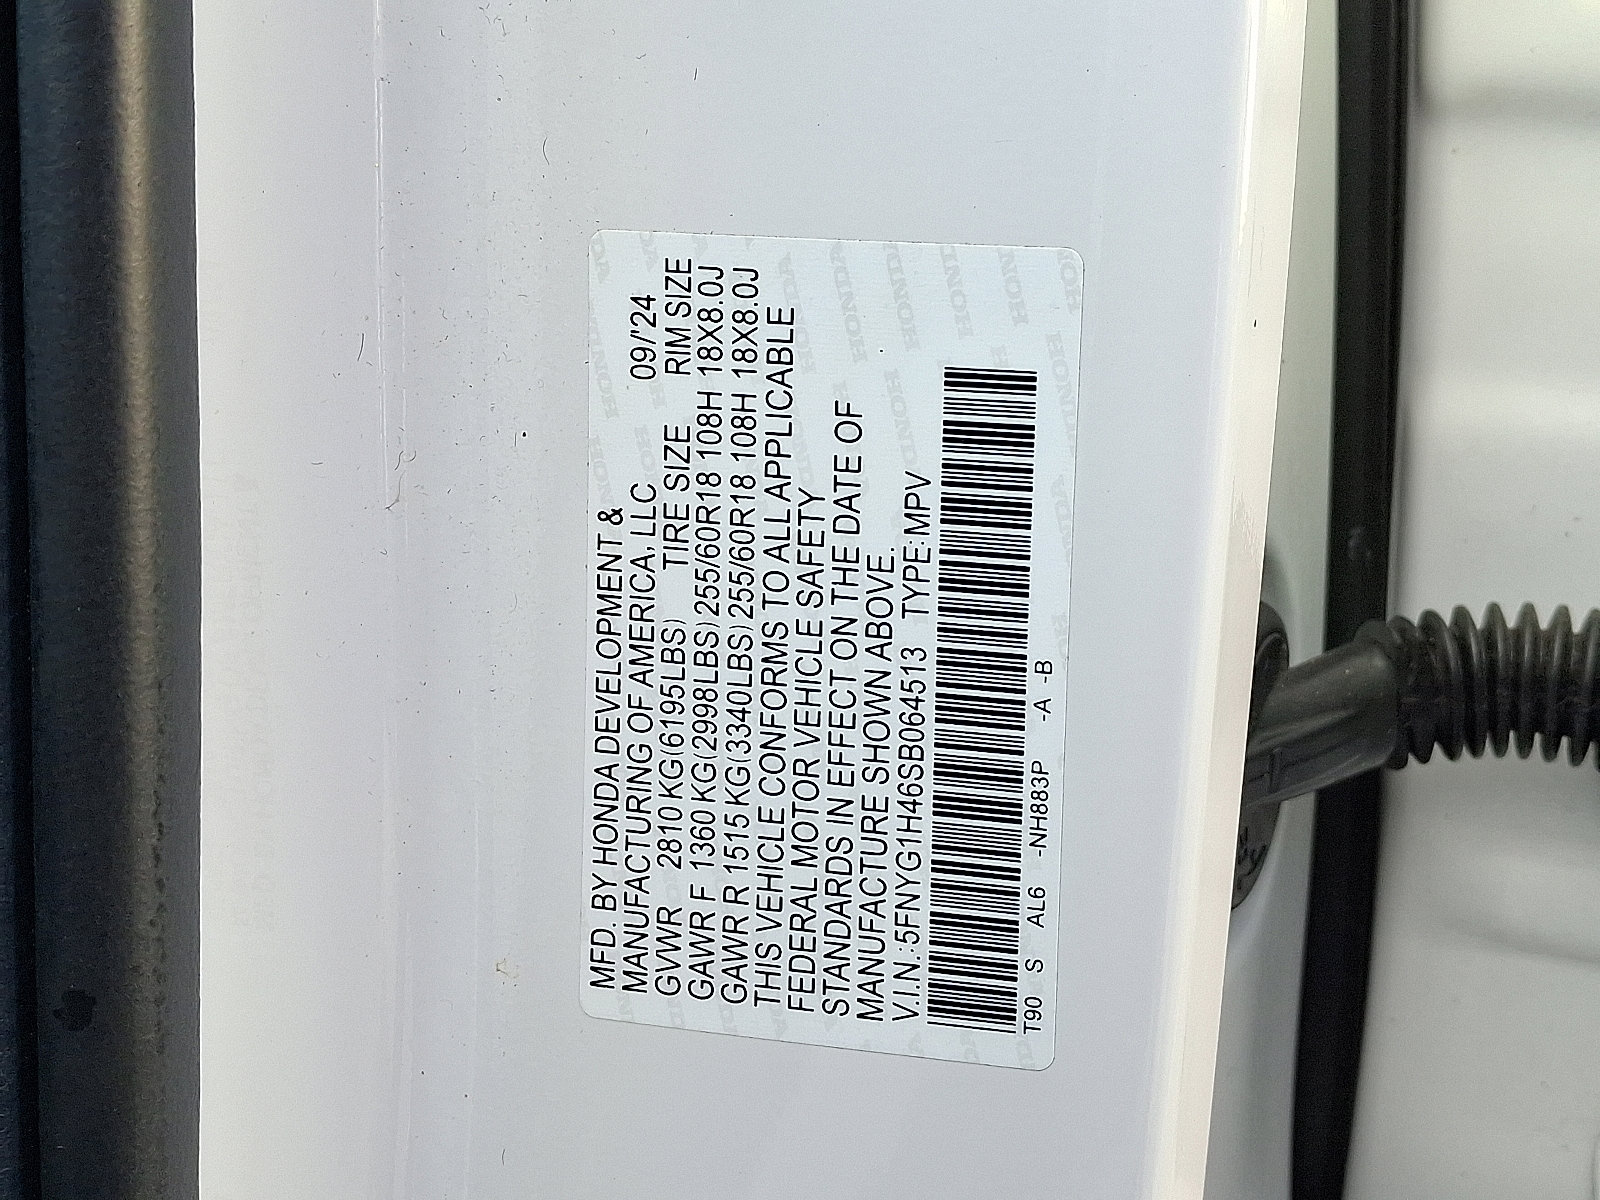 MFD. BY HONDA DEVELOPMENT &
MANUFACTURING OF AMERICA, LLC 09/'24
GVWR 2810 KG(6195LBS) TIRE SIZE RIM SIZE
GAWR F 1360 KG(2998LBS) 255/60R18 108H 18X8.0J
GAWR R 1515 KG(3340LBS) 255/60R18 108H 18X8.0J
THIS VEHICLE CONFORMS TO ALL APPLICABLE
FEDERAL MOTOR VEHICLE SAFETY
STANDARDS IN EFFECT ON THE DATE OF
MANUFACTURE SHOWN ABOVE.
V.I.N.:5FNYG1H46SB064513 TYPE:MPV
T90 S AL6 -NH883P -A -B